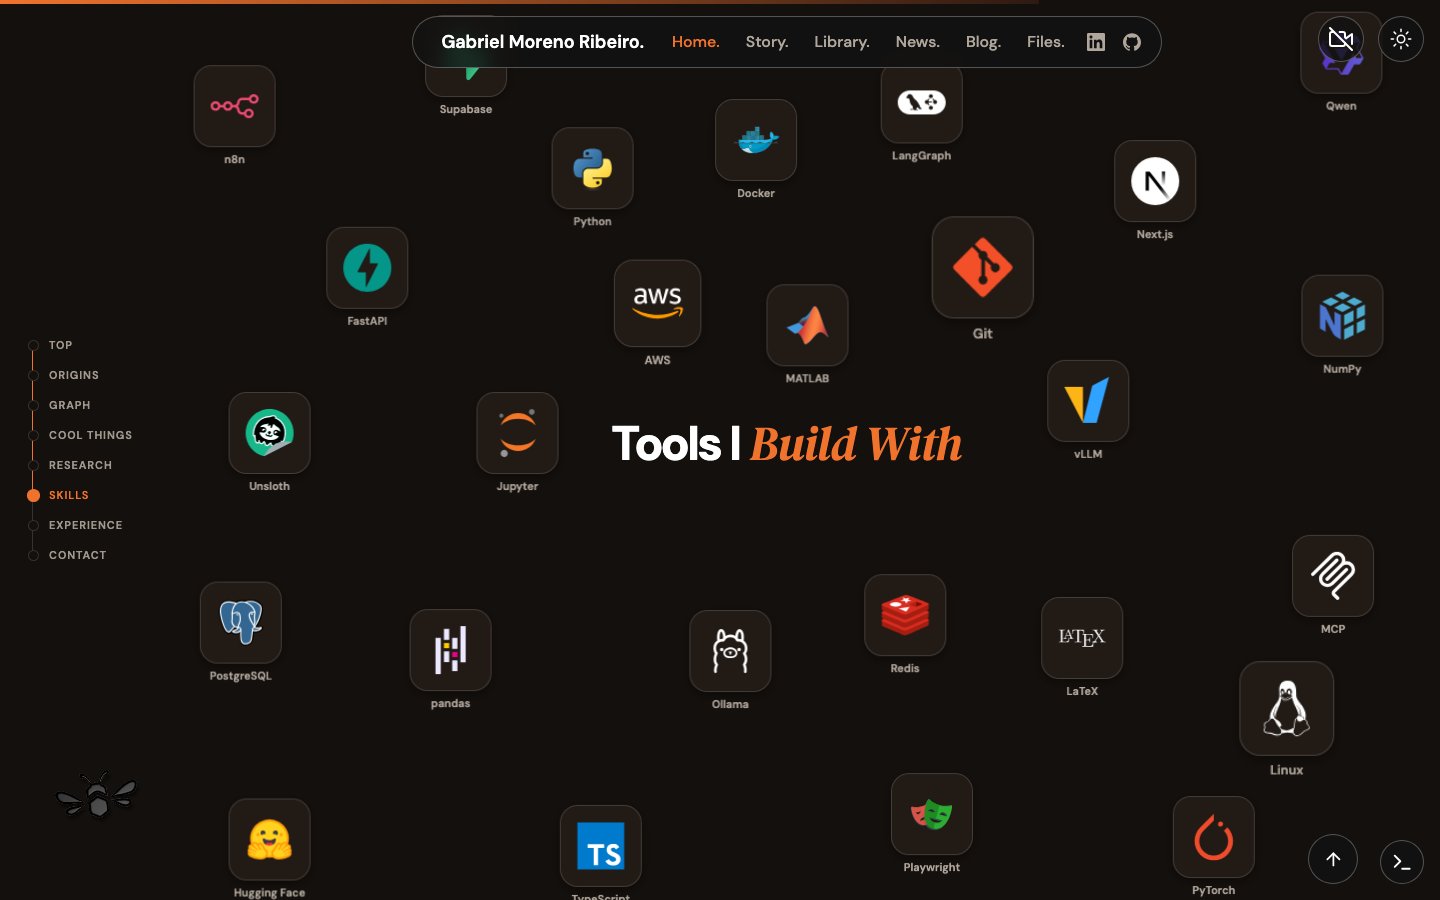 Gabriel Moreno Ribeiro. Home. Story. Library. News. Blog. Files.
Supabase
Qwen
n8n
LangGraph
Docker
Python
Next.js
FastAPI
aws
AWS
MATLAB
Git
NumPy
TOP
ORIGINS
GRAPH
COOL THINGS
RESEARCH
SKILLS
EXPERIENCE
CONTACT
Unsloth
Jupyter
Tools I Build With
vLLM
MCP
PostgreSQL
pandas
Ollama
Redis
LATEX
LaTeX
Linux
Hugging Face
TS
TypeScript
Playwright
PyTorch